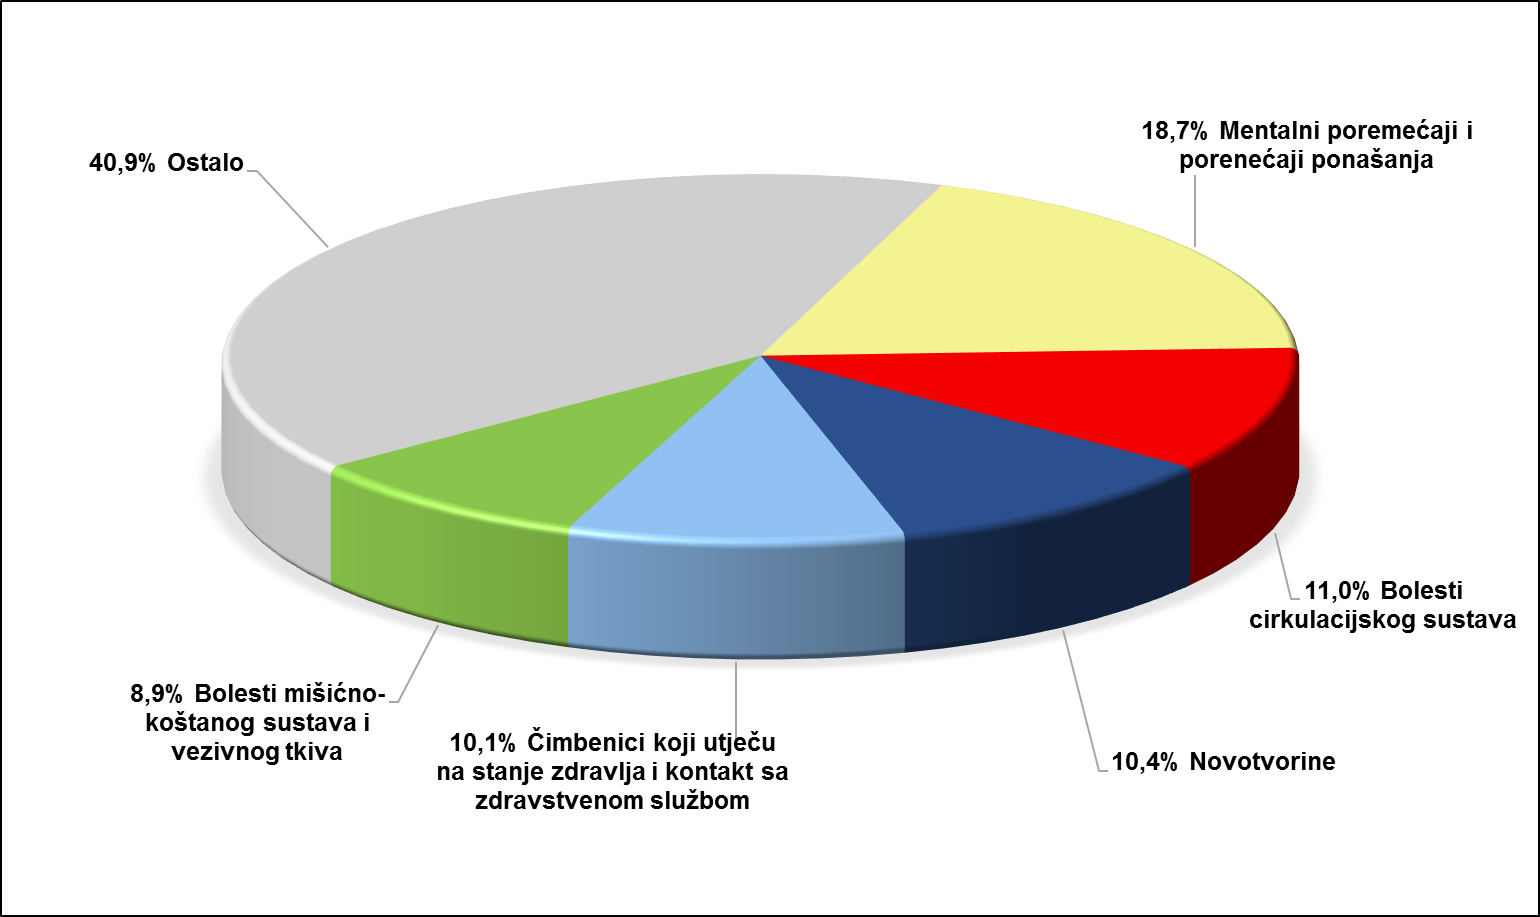 40,9% Ostalo
18,7% Mentalni poremećaji i
porenećaji ponašanja
11,0% Bolesti
cirkulacijskog sustava
10,4% Novotvorine
10,1% Čimbenici koji utječu
na stanje zdravlja i kontakt sa
zdravstvenom službom
8,9% Bolesti mišićno-
koštanog sustava i
vezivnog tkiva